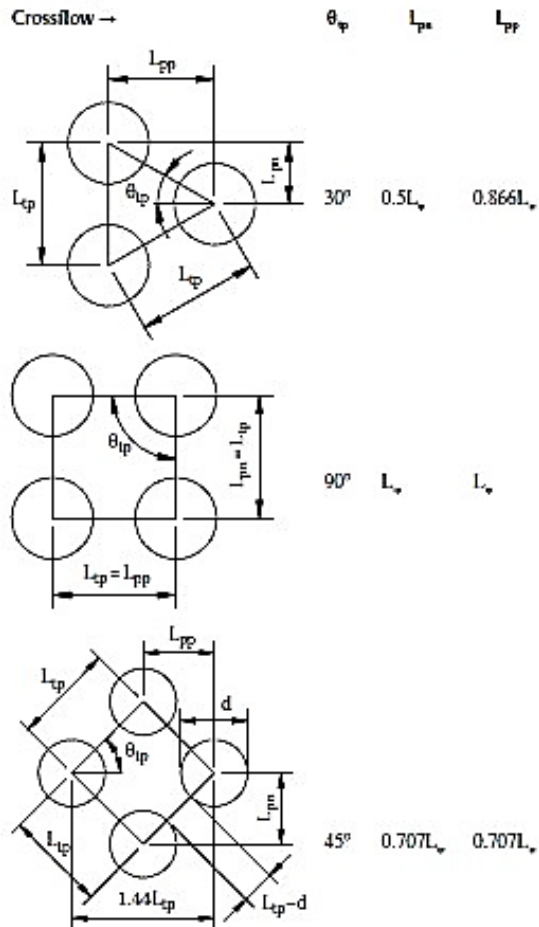 Crossflow → θtp Lpn Lpp
Lpp
Ltp θtp Lpn 30° 0.5Ltp 0.866Ltp
Ltp
θtp Lpn = Ltp
90° Ltp Ltp
Ltp = Lpp
Lpp
Ltp d
θtp
Lpn
Ltp 45° 0.707Ltp 0.707Ltp
1.44Ltp Ltp–d